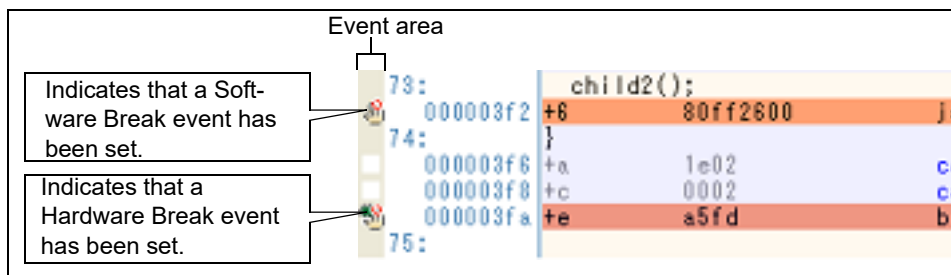 Event area
Indicates that a Soft-
ware Break event has
been set.
Indicates that a
Hardware Break event
has been set.
73: child2();
000003f2 +6 80ff2600 j
74: }
000003f6 +a 1e02 c
000003f8 +c 0002 c
000003fa +e a5fd b
75: